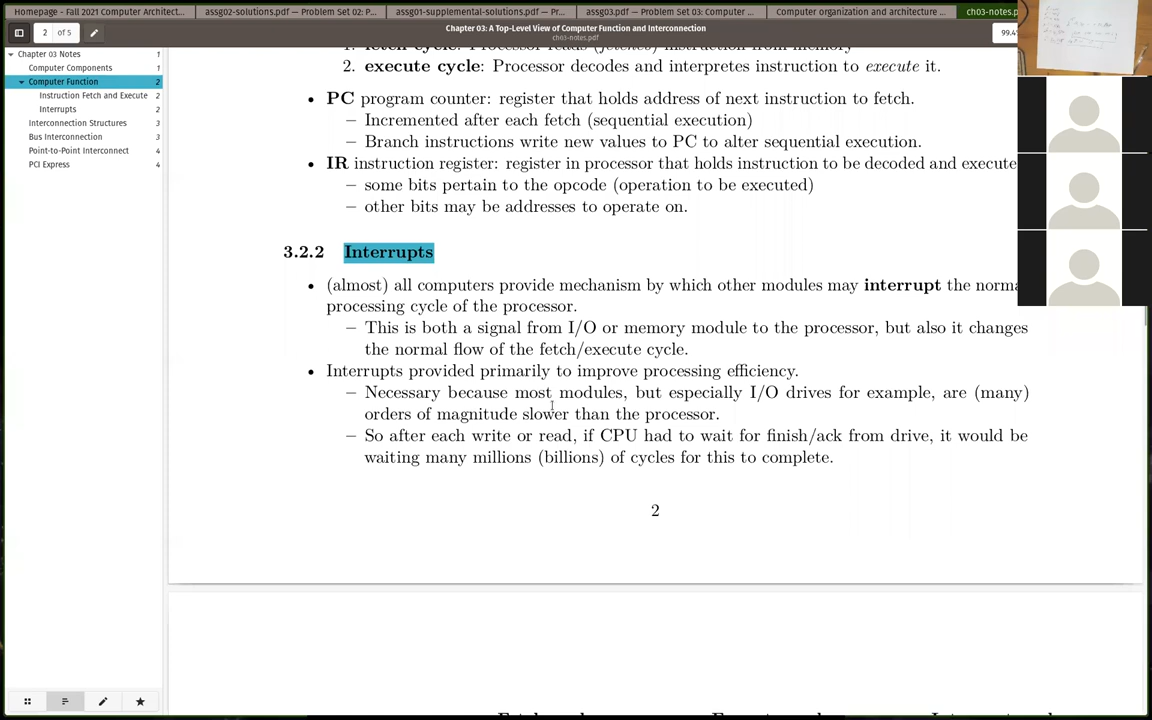 Homepage - Fall 2021 Computer Architect...
assg02-solutions.pdf — Problem Set 02: P...
assg01-supplemental-solutions.pdf — Pr...
assg03.pdf — Problem Set 03: Computer ...
Computer organization and architecture ...
ch03-notes.p
2 of 5
Chapter 03: A Top-Level View of Computer Function and Interconnection
ch03-notes.pdf
99.4
Chapter 03 Notes 1
Computer Components 1
Computer Function 2
Instruction Fetch and Execute 2
Interrupts 2
Interconnection Structures 3
Bus Interconnection 3
Point-to-Point Interconnect 4
PCI Express 4
1. fetch cycle: Processor reads (fetches) instruction from memory
2. execute cycle: Processor decodes and interprets instruction to execute it.
• PC program counter: register that holds address of next instruction to fetch.
– Incremented after each fetch (sequential execution)
– Branch instructions write new values to PC to alter sequential execution.
• IR instruction register: register in processor that holds instruction to be decoded and execute
– some bits pertain to the opcode (operation to be executed)
– other bits may be addresses to operate on.
3.2.2 Interrupts
• (almost) all computers provide mechanism by which other modules may interrupt the norma
processing cycle of the processor.
– This is both a signal from I/O or memory module to the processor, but also it changes
the normal flow of the fetch/execute cycle.
• Interrupts provided primarily to improve processing efficiency.
– Necessary because most modules, but especially I/O drives for example, are (many)
orders of magnitude slower than the processor.
– So after each write or read, if CPU had to wait for finish/ack from drive, it would be
waiting many millions (billions) of cycles for this to complete.
2